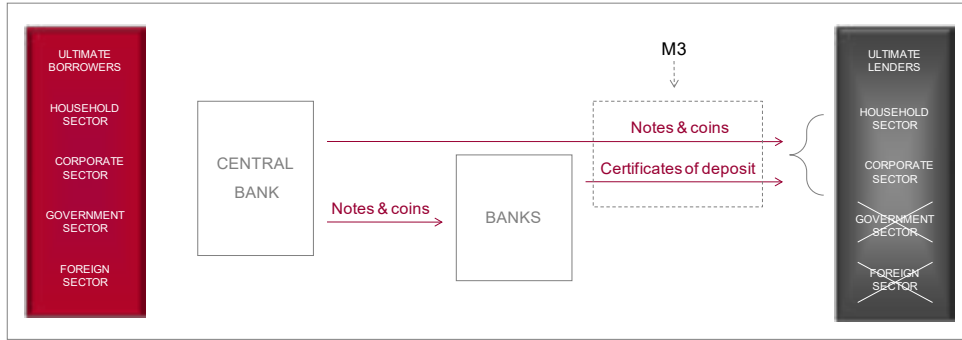 ULTIMATE
BORROWERS
HOUSEHOLD
SECTOR
CORPORATE
SECTOR
GOVERNMENT
SECTOR
FOREIGN
SECTOR
CENTRAL
BANK
Notes & coins
BANKS
M3
Notes & coins
Certificates of deposit
ULTIMATE
LENDERS
HOUSEHOLD
SECTOR
CORPORATE
SECTOR
GOVERNMENT
SECTOR
FOREIGN
SECTOR